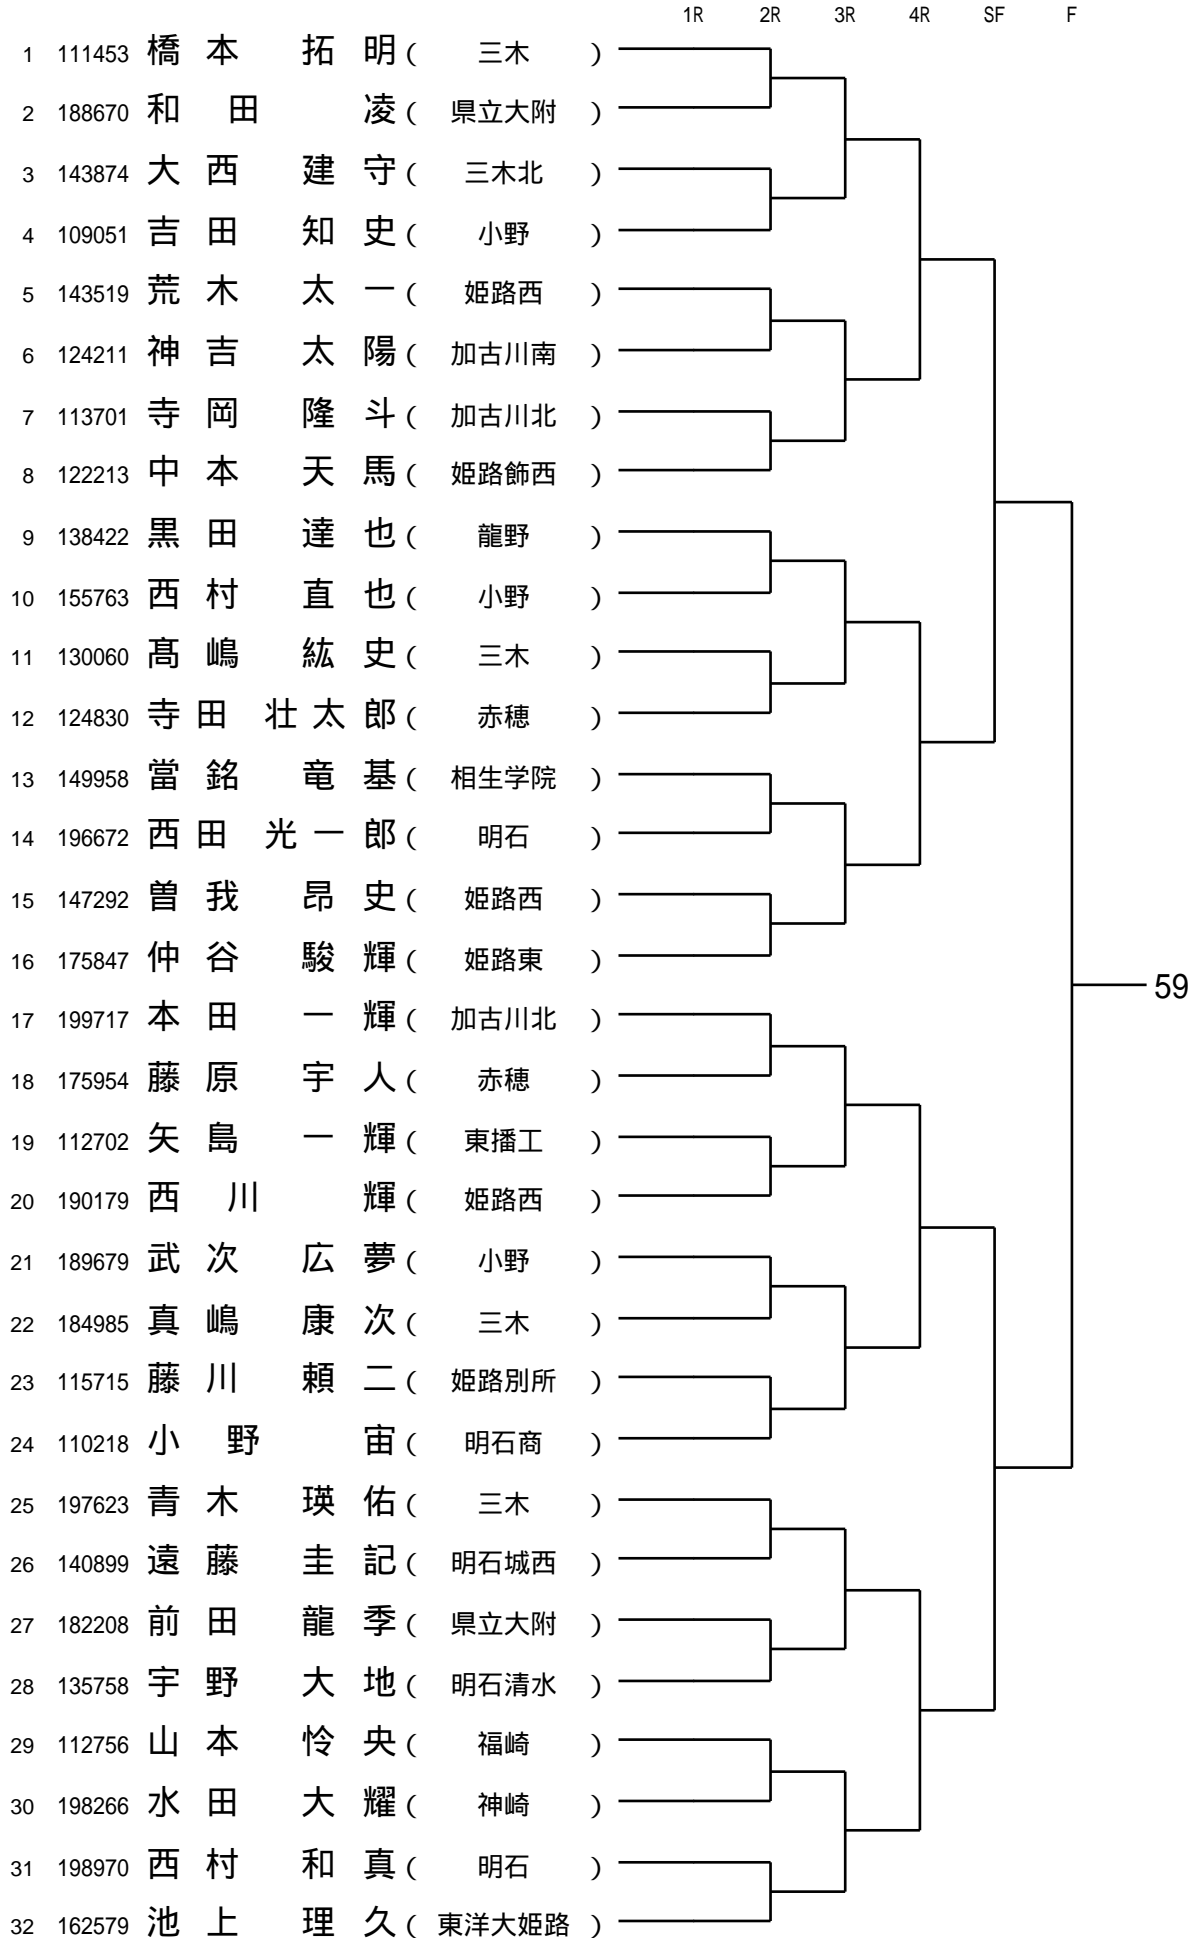 1R 2R 3R 4R SF F
1 111453 橋本 拓明 ( 三木 )
2 188670 和田 凌 ( 県立大附 )
3 143874 大西 建守 ( 三木北 )
4 109051 吉田 知史 ( 小野 )
5 143519 荒木 太一 ( 姫路西 )
6 124211 神吉 太陽 ( 加古川南 )
7 113701 寺岡 隆斗 ( 加古川北 )
8 122213 中本 天馬 ( 姫路飾西 )
9 138422 黒田 達也 ( 龍野 )
10 155763 西村 直也 ( 小野 )
11 130060 髙嶋 紘史 ( 三木 )
12 124830 寺田 壮太郎 ( 赤穂 )
13 149958 當銘 竜基 ( 相生学院 )
14 196672 西田 光一郎 ( 明石 )
15 147292 曽我 昂史 ( 姫路西 )
16 175847 仲谷 駿輝 ( 姫路東 )
59
17 199717 本田 一輝 ( 加古川北 )
18 175954 藤原 宇人 ( 赤穂 )
19 112702 矢島 一輝 ( 東播工 )
20 190179 西川 輝 ( 姫路西 )
21 189679 武次 広夢 ( 小野 )
22 184985 真嶋 康次 ( 三木 )
23 115715 藤川 頼二 ( 姫路別所 )
24 110218 小野 宙 ( 明石商 )
25 197623 青木 瑛佑 ( 三木 )
26 140899 遠藤 圭記 ( 明石城西 )
27 182208 前田 龍季 ( 県立大附 )
28 135758 宇野 大地 ( 明石清水 )
29 112756 山本 怜央 ( 福崎 )
30 198266 水田 大耀 ( 神崎 )
31 198970 西村 和真 ( 明石 )
32 162579 池上 理久 ( 東洋大姫路 )